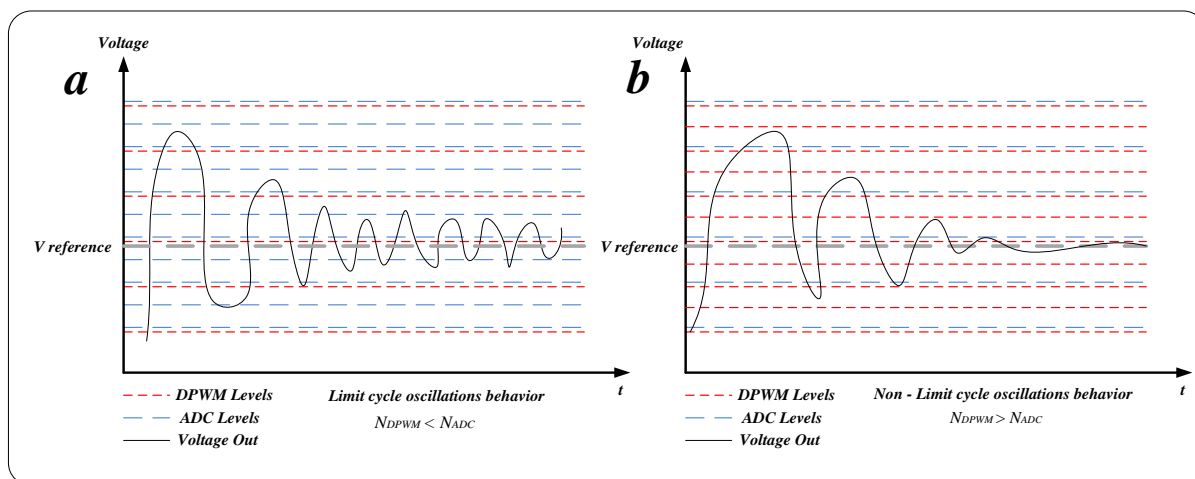 a
Voltage
V reference
t
DPWM Levels
ADC Levels
Voltage Out
Limit cycle oscillations behavior
NDPWM < NADC
b
Voltage
V reference
t
DPWM Levels
ADC Levels
Voltage Out
Non - Limit cycle oscillations behavior
NDPWM > NADC